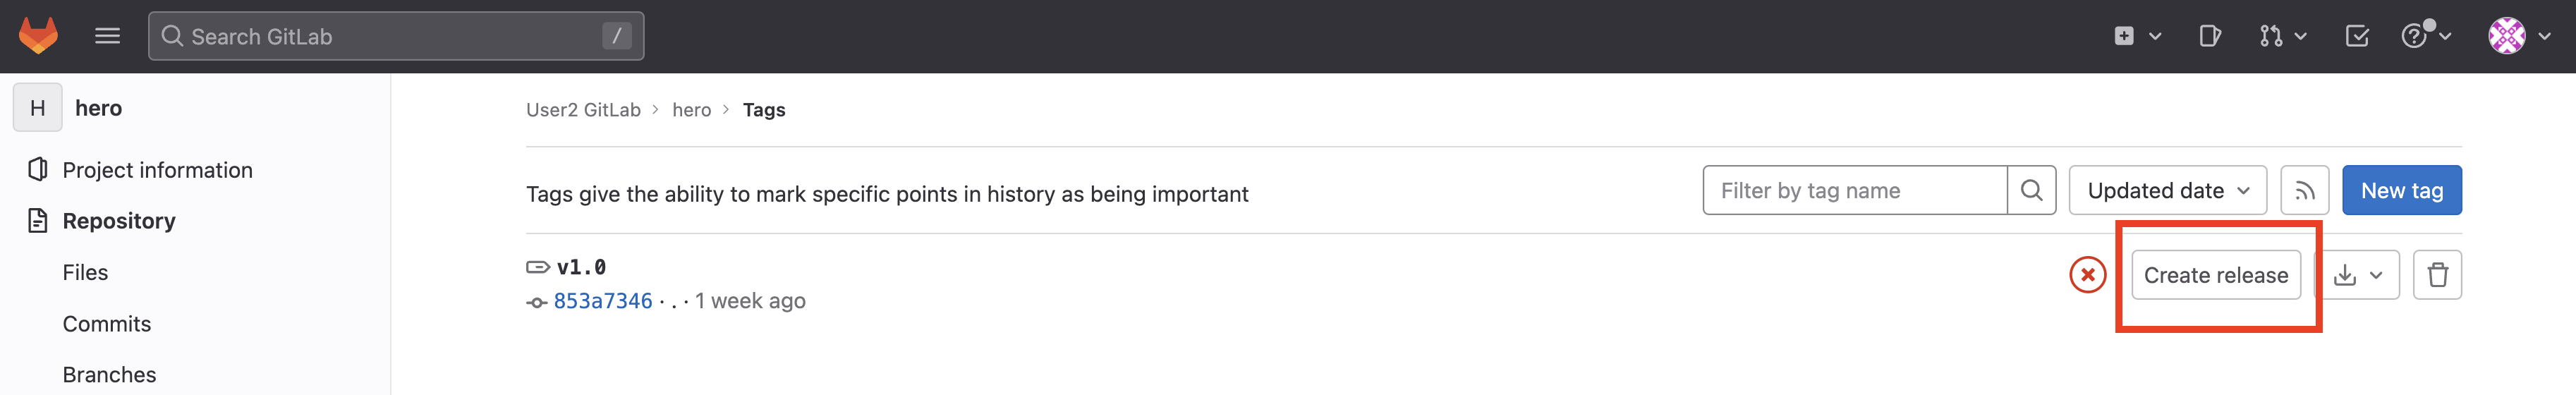 Search GitLab /
H hero
Project information
Repository
Files
Commits
Branches
User2 GitLab > hero > Tags
Tags give the ability to mark specific points in history as being important
Filter by tag name
Updated date
New tag
v1.0
853a7346 · . · 1 week ago
Create release